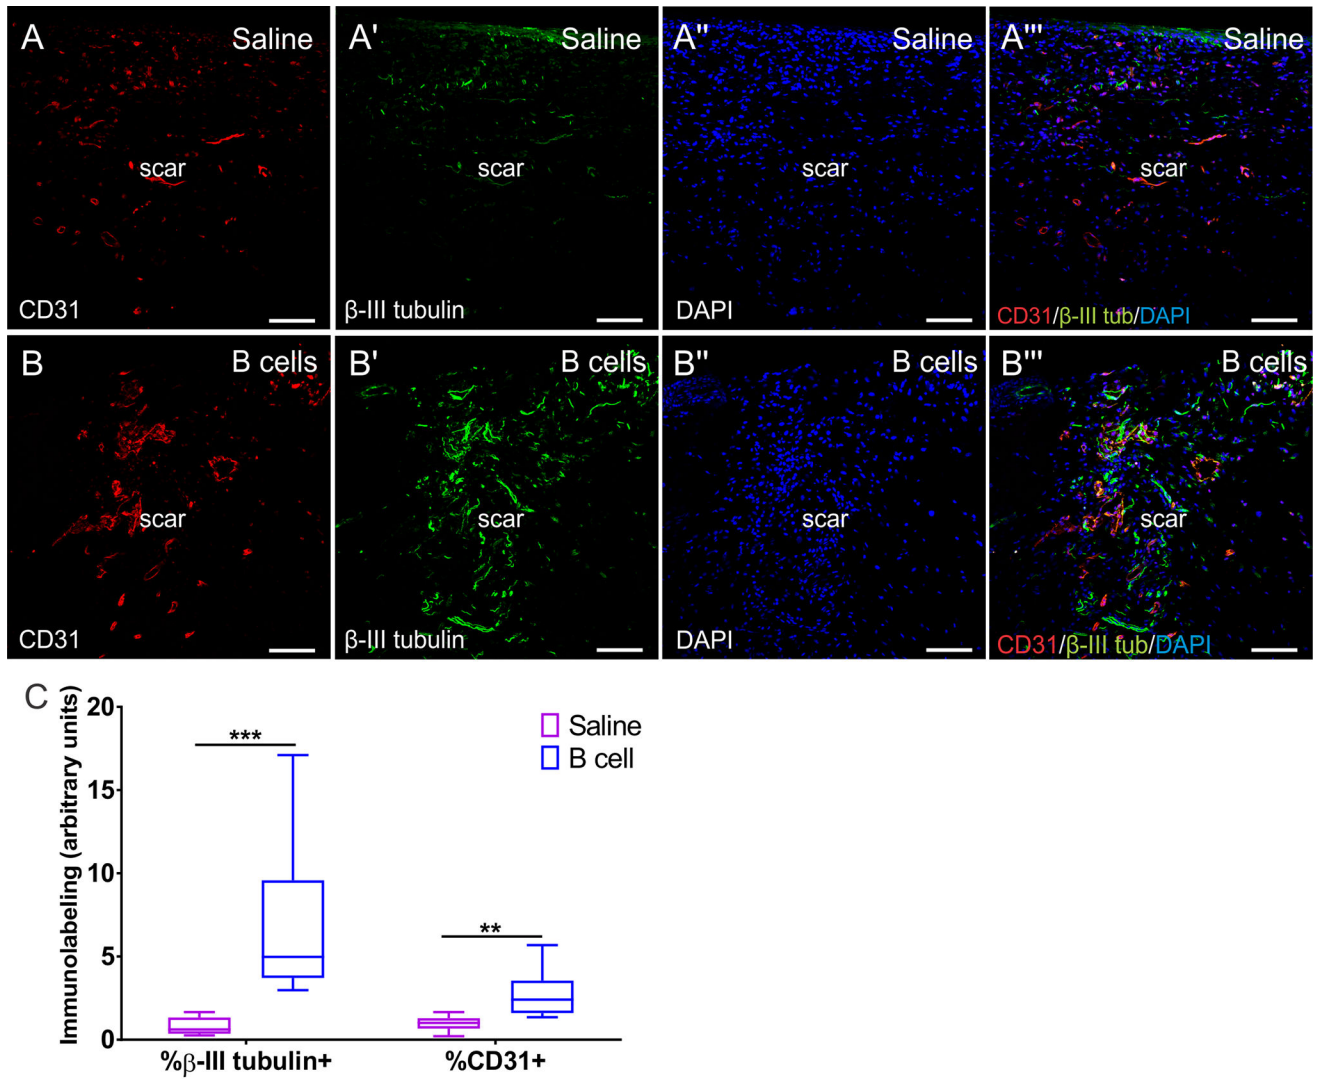 A Saline
scar
CD31
A' Saline
scar
β-III tubulin
A'' Saline
scar
DAPI
A''' Saline
scar
CD31/β-III tub/DAPI
B B cells
scar
CD31
B' B cells
scar
β-III tubulin
B'' B cells
scar
DAPI
B''' B cells
scar
CD31/β-III tub/DAPI
C
Immunolabeling (arbitrary units)
20
15
10
5
0
***
**
Saline
B cell
%β-III tubulin+
%CD31+